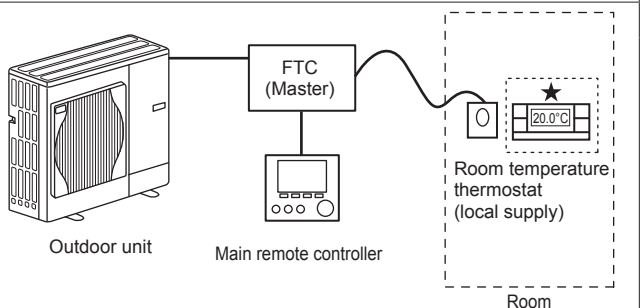 FTC
(Master)
20.0°C
Room temperature
thermostat
(local supply)
Outdoor unit
Main remote controller
Room